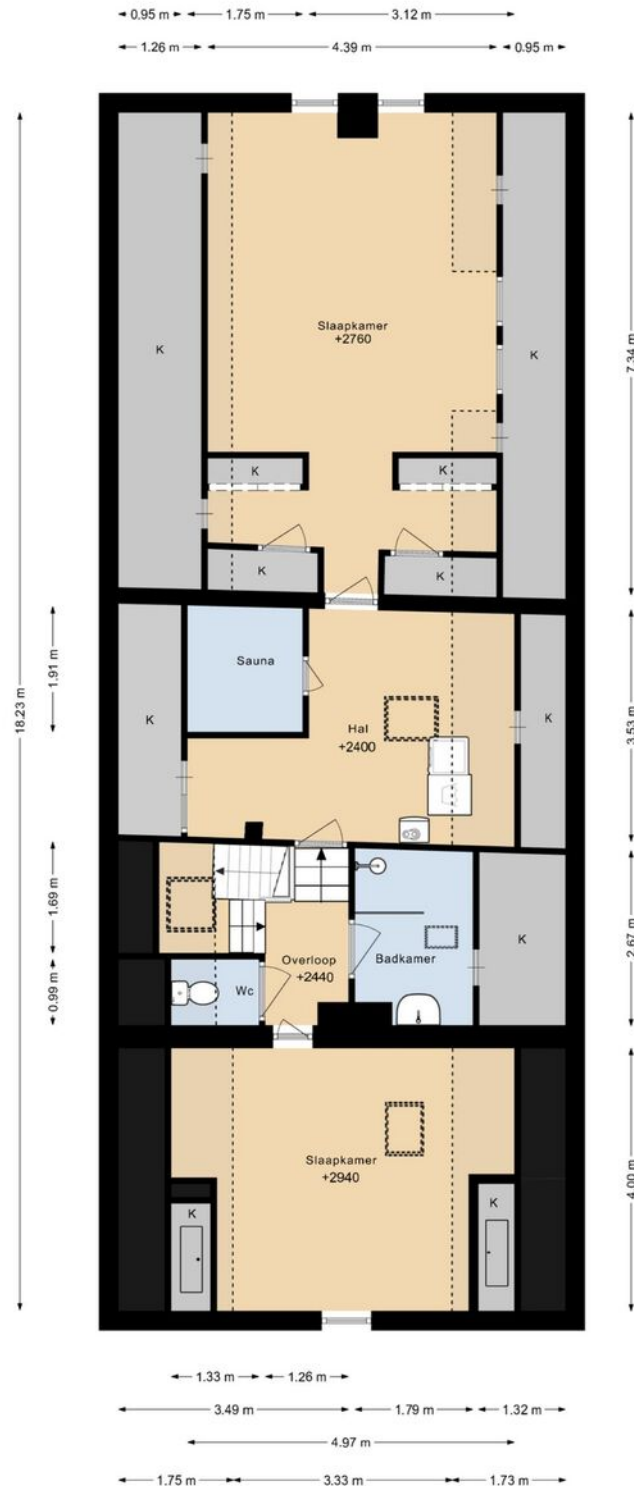 0.95 m 1.75 m 3.12 m
1.26 m 4.39 m 0.95 m
18.23 m
7.34 m
K
Slaapkamer
+2760
K
K K
K K
1.91 m
3.53 m
Sauna
K
Hal
+2400
K
1.69 m
2.67 m
K
Overloop
+2440
Badkamer
0.99 m
Wc
Slaapkamer
+2940
4.00 m
K K
1.33 m 1.26 m
3.49 m 1.79 m 1.32 m
4.97 m
1.75 m 3.33 m 1.73 m